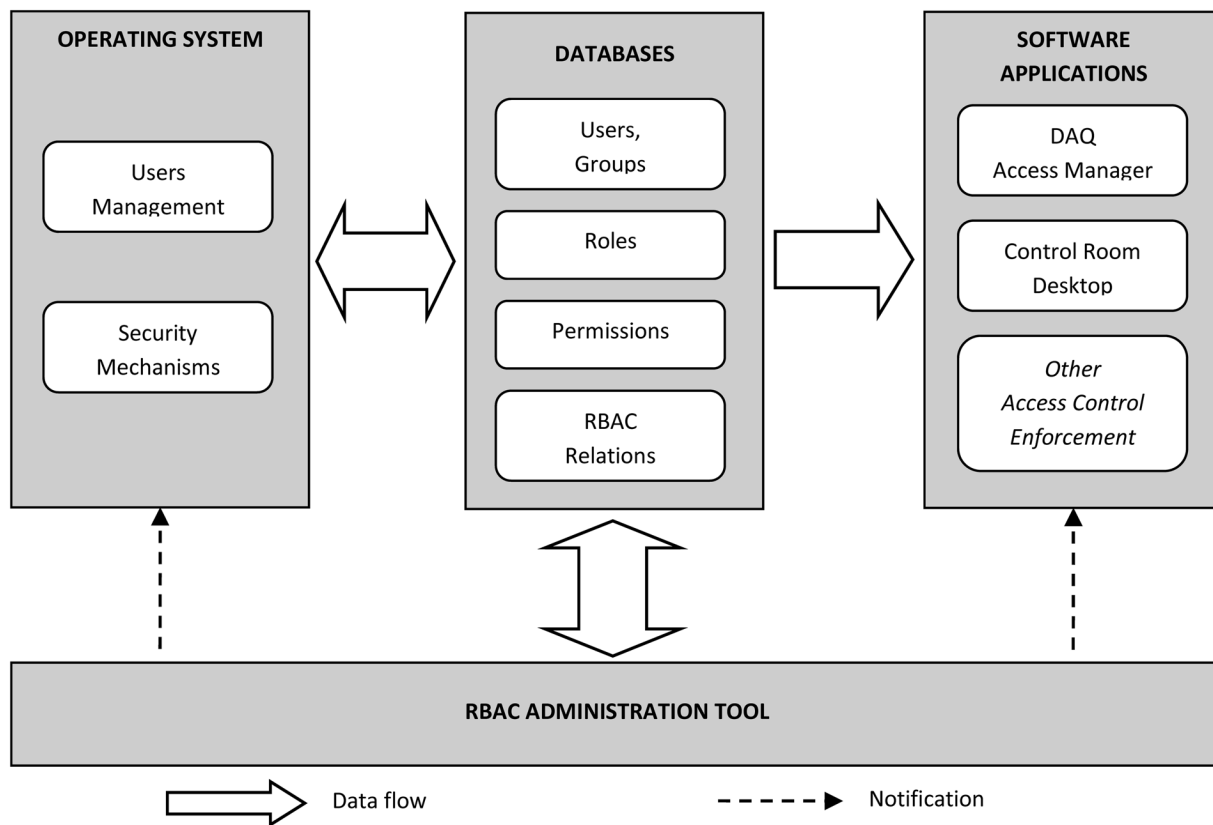 OPERATING SYSTEM
Users
Management
Security
Mechanisms
DATABASES
Users,
Groups
Roles
Permissions
RBAC
Relations
SOFTWARE
APPLICATIONS
DAQ
Access Manager
Control Room
Desktop
Other
Access Control
Enforcement
RBAC ADMINISTRATION TOOL
Data flow
Notification